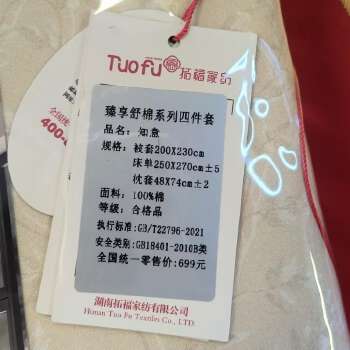 Tuofu 拓福家纺
臻享舒棉系列四件套
品名：知意
规格：被套200X230cm
床单250X270cm±5
枕套48X74cm±2
面料：100%棉
等级：合格品
执行标准:GB/T22796-2021
安全类别:GB18401-2010B类
全国统一零售价:699元
湖南拓福家纺有限公司
Hunan Tuo Fu Textiles Co., LTD
全国统
400-